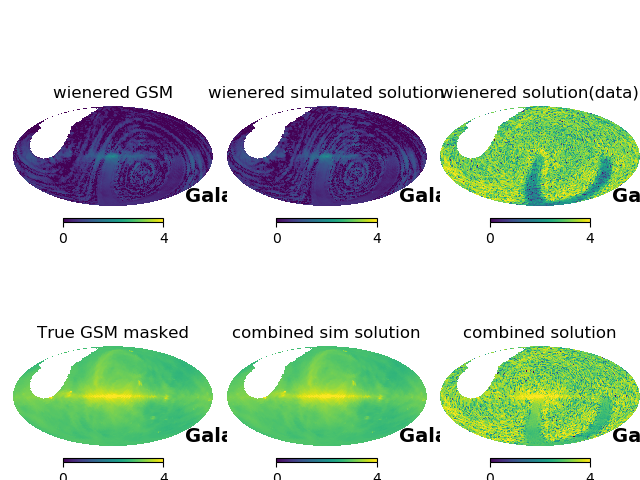 wienered GSM
wienered simulated solution
wienered solution(data)
Gala
Gala
Ga
0 4
0 4
0 4
True GSM masked
combined sim solution
combined solution
Gala
Gala
Ga
0 4
0 4
0 4